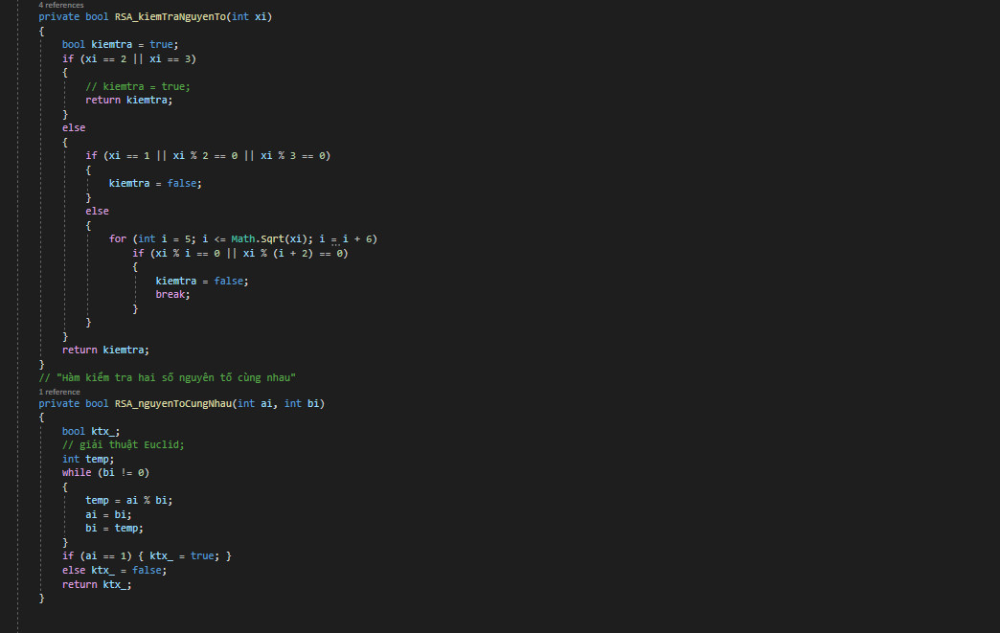 4 references
private bool RSA_kiemTraNguyenTo(int xi)
{
bool kiemtra = true;
if (xi == 2 || xi == 3)
{
// kiemtra = true;
return kiemtra;
}
else
{
if (xi == 1 || xi % 2 == 0 || xi % 3 == 0)
{
kiemtra = false;
}
else
{
for (int i = 5; i <= Math.Sqrt(xi); i = i + 6)
if (xi % i == 0 || xi % (i + 2) == 0)
{
kiemtra = false;
break;
}
}
}
return kiemtra;
}
// "Hàm kiểm tra hai số nguyên tố cùng nhau"
1 reference
private bool RSA_nguyenToCungNhau(int ai, int bi)
{
bool ktx_;
// giải thuật Euclid;
int temp;
while (bi != 0)
{
temp = ai % bi;
ai = bi;
bi = temp;
}
if (ai == 1) { ktx_ = true; }
else ktx_ = false;
return ktx_;
}